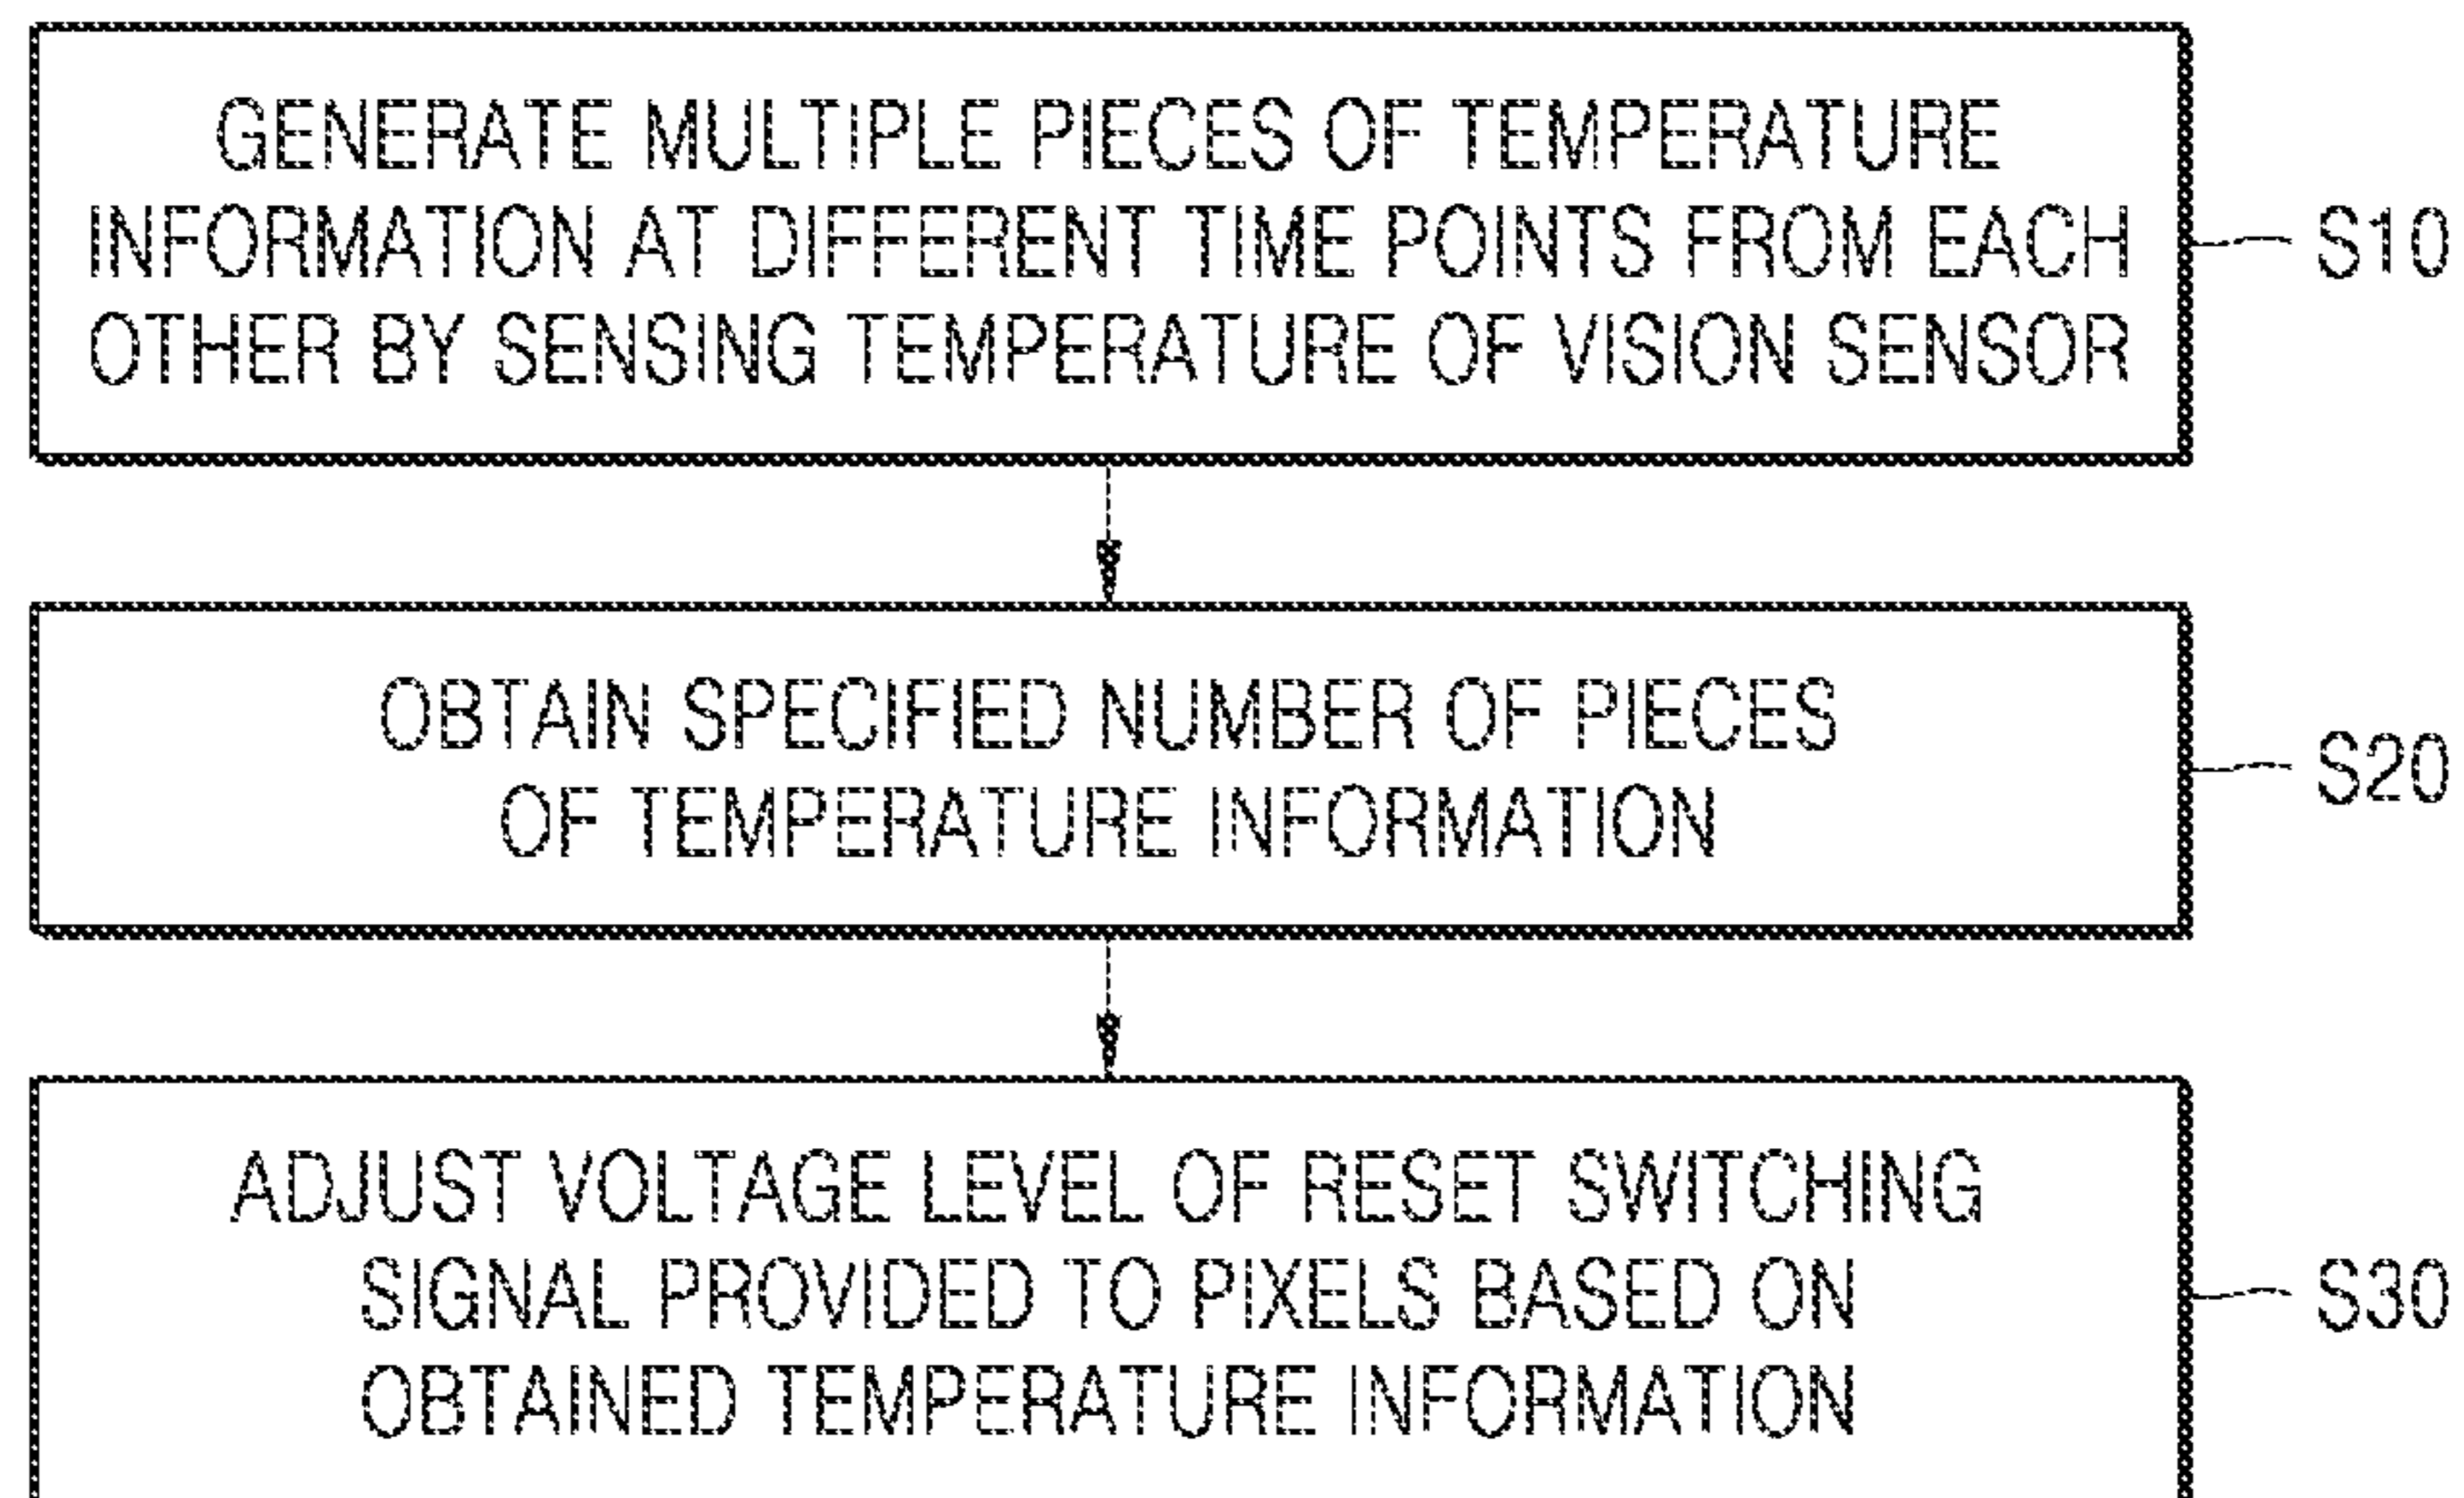 GENERATE MULTIPLE PIECES OF TEMPERATURE
INFORMATION AT DIFFERENT TIME POINTS FROM EACH
OTHER BY SENSING TEMPERATURE OF VISION SENSOR
S10
OBTAIN SPECIFIED NUMBER OF PIECES
OF TEMPERATURE INFORMATION
S20
ADJUST VOLTAGE LEVEL OF RESET SWITCHING
SIGNAL PROVIDED TO PIXELS BASED ON
OBTAINED TEMPERATURE INFORMATION
S30